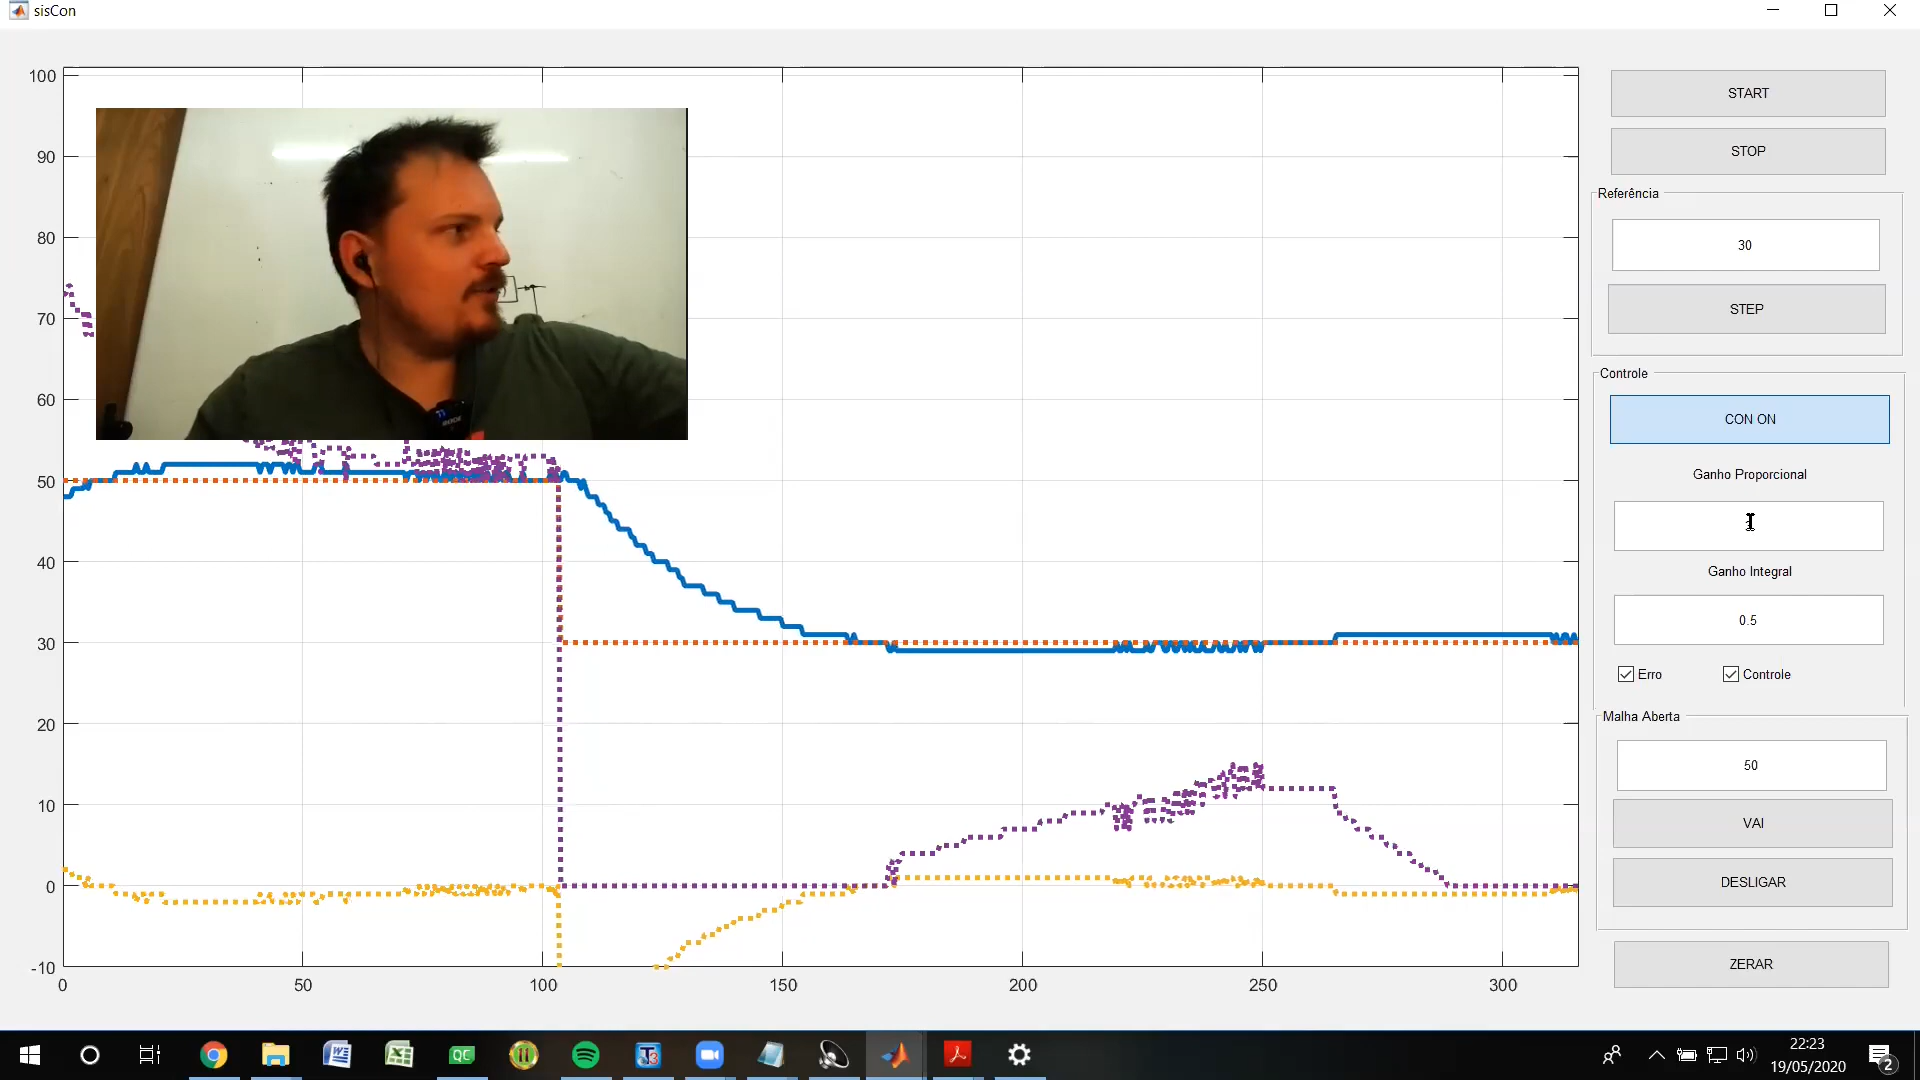 sisCon
100
90
80
70
60
50
40
30
20
10
0
-10
0 50 100 150 200 250 300
START
STOP
Referência
30
STEP
Controle
CON ON
Ganho Proporcional
Ganho Integral
0.5
Erro Controle
Malha Aberta
50
VAI
DESLIGAR
ZERAR
QC
22:23
19/05/2020
2